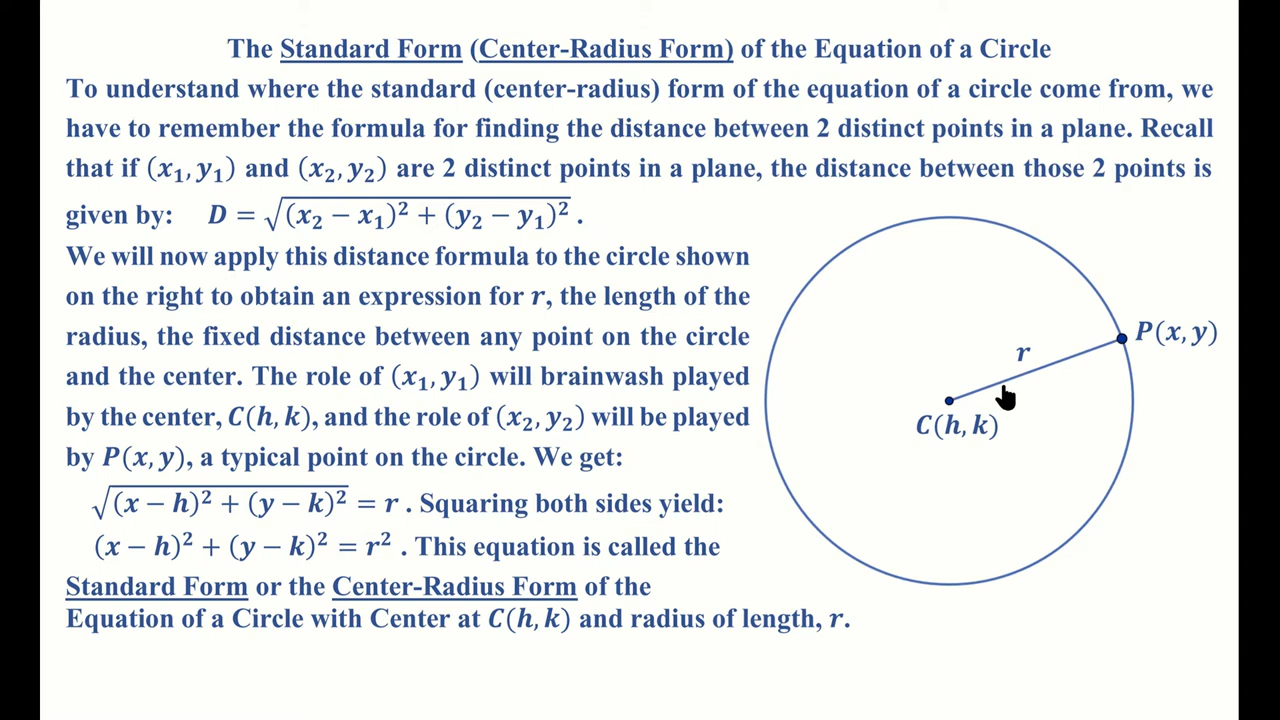 The Standard Form (Center-Radius Form) of the Equation of a Circle
To understand where the standard (center-radius) form of the equation of a circle come from, we
have to remember the formula for finding the distance between 2 distinct points in a plane. Recall
that if (x₁, y₁) and (x₂, y₂) are 2 distinct points in a plane, the distance between those 2 points is
given by: D = √((x₂ − x₁)² + (y₂ − y₁)²) .
We will now apply this distance formula to the circle shown
on the right to obtain an expression for r, the length of the
radius, the fixed distance between any point on the circle
and the center. The role of (x₁, y₁) will brainwash played
by the center, C(h, k), and the role of (x₂, y₂) will be played
by P(x, y), a typical point on the circle. We get:
√((x − h)² + (y − k)²) = r . Squaring both sides yield:
(x − h)² + (y − k)² = r² . This equation is called the
Standard Form or the Center-Radius Form of the
Equation of a Circle with Center at C(h, k) and radius of length, r.
P(x, y)
r
C(h, k)